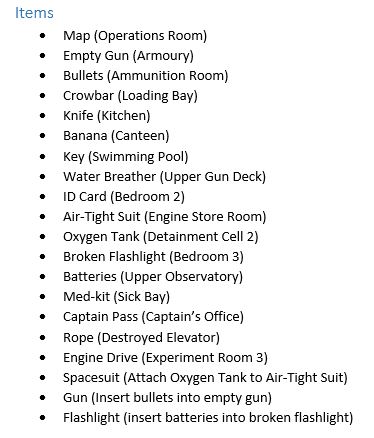 Items
• Map (Operations Room)
• Empty Gun (Armoury)
• Bullets (Ammunition Room)
• Crowbar (Loading Bay)
• Knife (Kitchen)
• Banana (Canteen)
• Key (Swimming Pool)
• Water Breather (Upper Gun Deck)
• ID Card (Bedroom 2)
• Air-Tight Suit (Engine Store Room)
• Oxygen Tank (Detainment Cell 2)
• Broken Flashlight (Bedroom 3)
• Batteries (Upper Observatory)
• Med-kit (Sick Bay)
• Captain Pass (Captain’s Office)
• Rope (Destroyed Elevator)
• Engine Drive (Experiment Room 3)
• Spacesuit (Attach Oxygen Tank to Air-Tight Suit)
• Gun (Insert bullets into empty gun)
• Flashlight (insert batteries into broken flashlight)